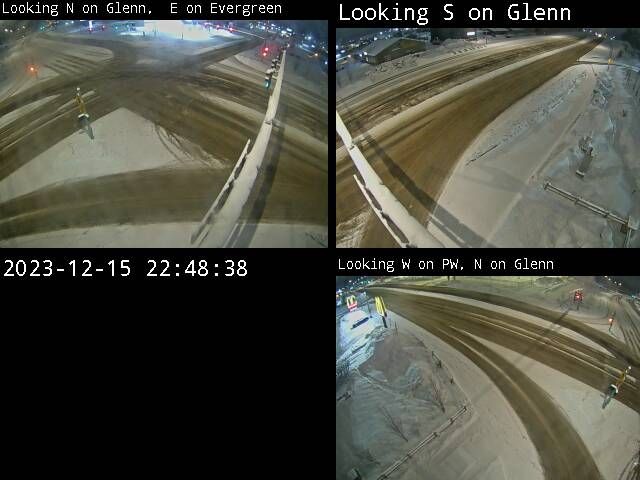 Looking N on Glenn, E on Evergreen
Looking S on Glenn
2023-12-15 22:48:38
Looking W on PW, N on Glenn